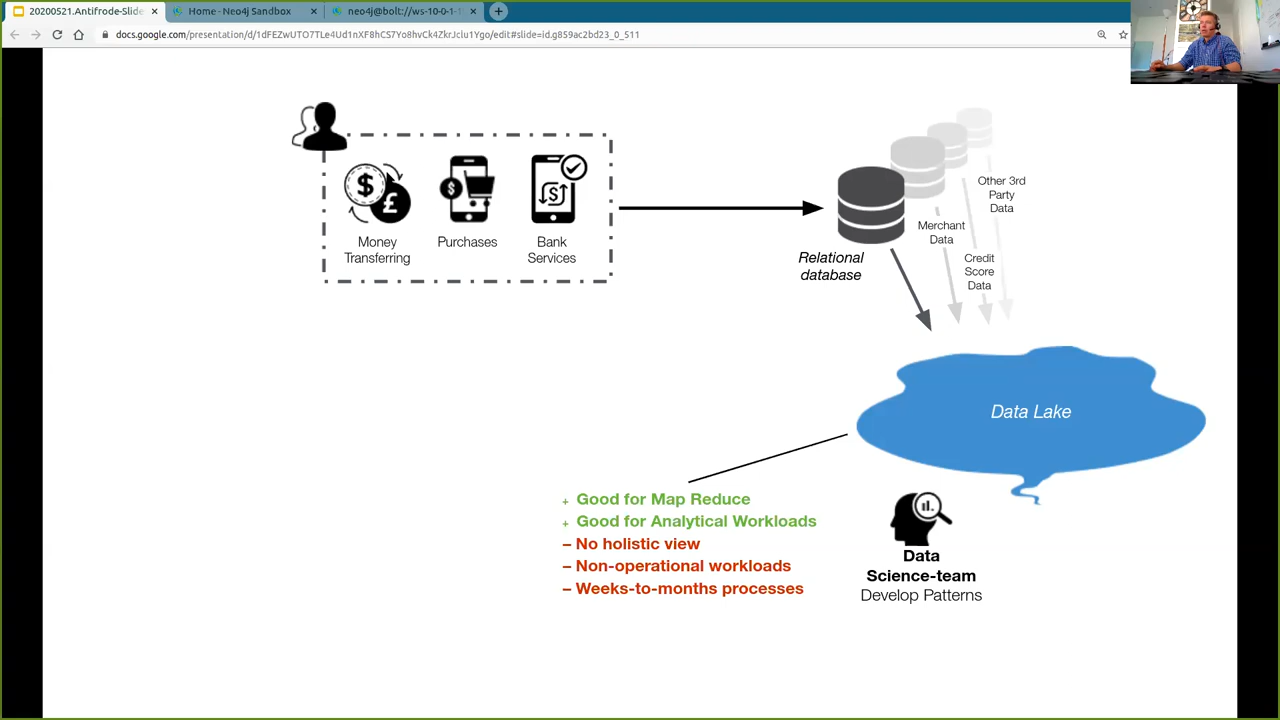 20200521.Antifrode-Slide
Home - Neo4j Sandbox
neo4j@bolt://ws-10-0-1-1
docs.google.com/presentation/d/1dFEZwUTO7TLe4Ud1nXF8hCS7Yo8hvCk4ZkrJclu1Ygo/edit#slide=id.g859ac2bd23_0_511
$
£
$
$
Money
Transferring
Purchases
Bank
Services
Relational
database
Merchant
Data
Credit
Score
Data
Other 3rd
Party
Data
Data Lake
+ Good for Map Reduce
+ Good for Analytical Workloads
– No holistic view
– Non-operational workloads
– Weeks-to-months processes
Data
Science-team
Develop Patterns